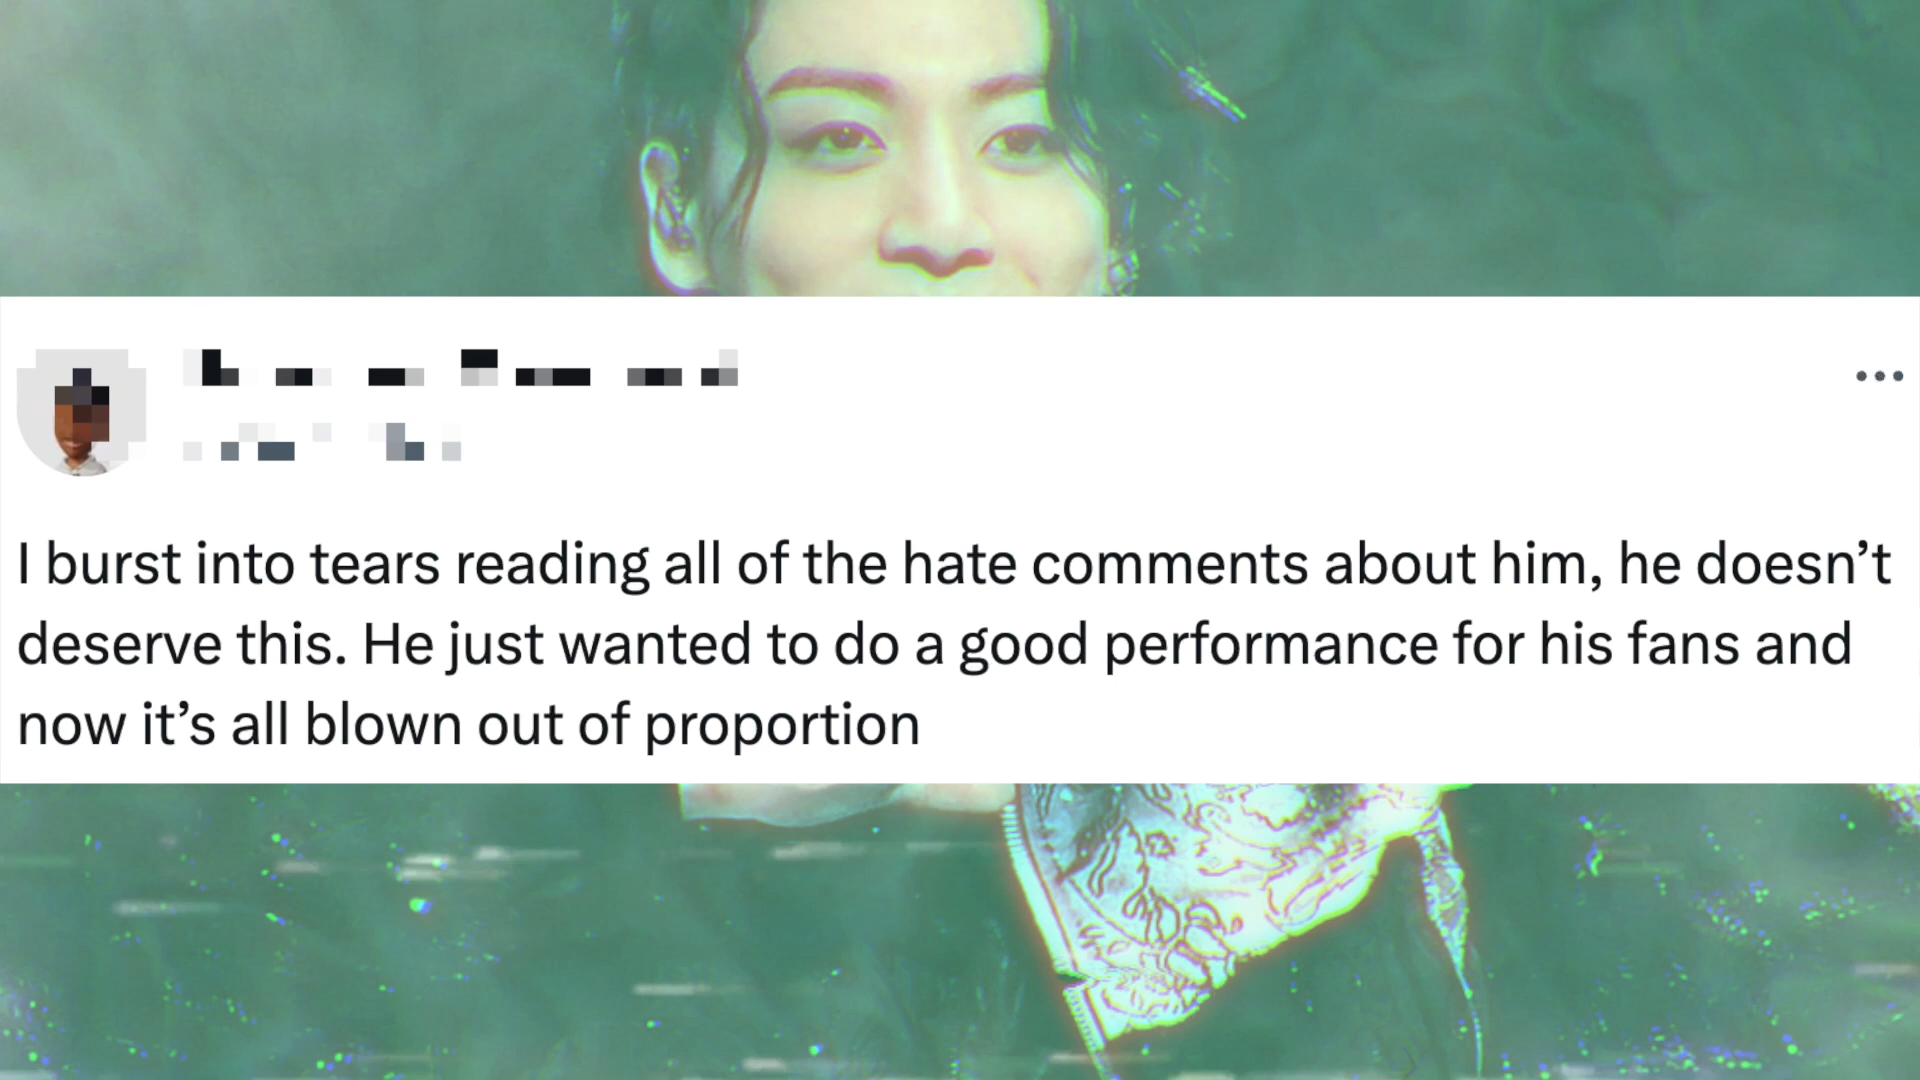 I burst into tears reading all of the hate comments about him, he doesn’t
deserve this. He just wanted to do a good performance for his fans and
now it’s all blown out of proportion